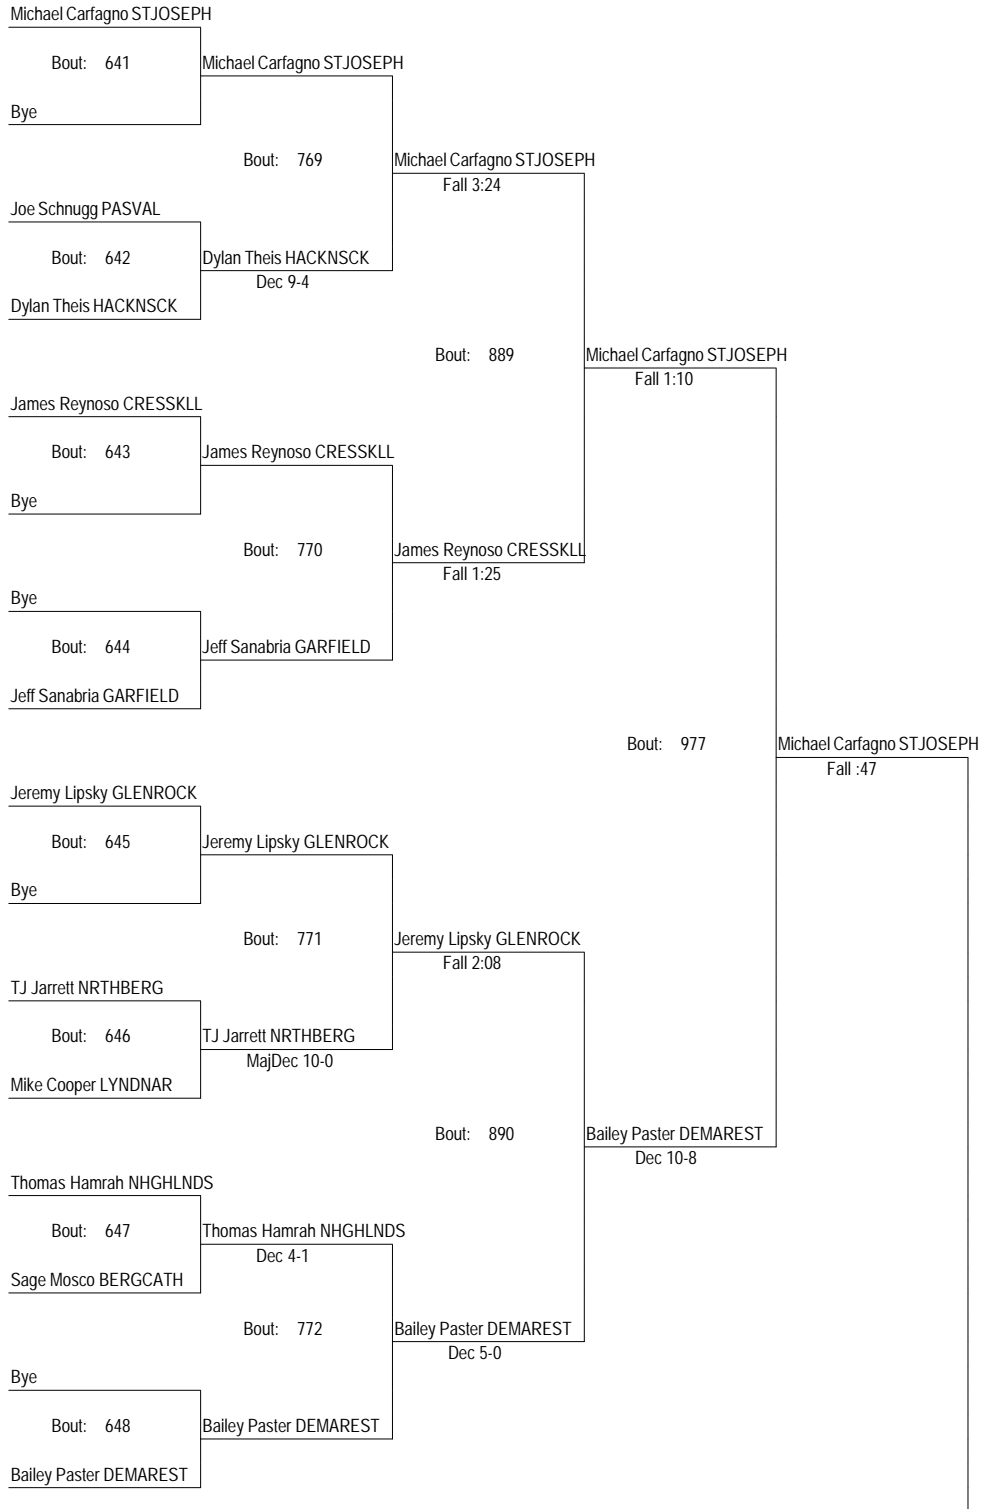 Michael Carfagno STJOSEPH
Bout: 641 Michael Carfagno STJOSEPH
Bye
Bout: 769 Michael Carfagno STJOSEPH
Fall 3:24
Joe Schnugg PASVAL
Bout: 642 Dylan Theis HACKNSCK
Dec 9-4
Dylan Theis HACKNSCK
Bout: 889 Michael Carfagno STJOSEPH
Fall 1:10
James Reynoso CRESSKLL
Bout: 643 James Reynoso CRESSKLL
Bye
Bout: 770 James Reynoso CRESSKLL
Fall 1:25
Bye
Bout: 644 Jeff Sanabria GARFIELD
Jeff Sanabria GARFIELD
Bout: 977 Michael Carfagno STJOSEPH
Fall :47
Jeremy Lipsky GLENROCK
Bout: 645 Jeremy Lipsky GLENROCK
Bye
Bout: 771 Jeremy Lipsky GLENROCK
Fall 2:08
TJ Jarrett NRTHBERG
Bout: 646 TJ Jarrett NRTHBERG
MajDec 10-0
Mike Cooper LYNDNAR
Bout: 890 Bailey Paster DEMAREST
Dec 10-8
Thomas Hamrah NHGHLNDS
Bout: 647 Thomas Hamrah NHGHLNDS
Dec 4-1
Sage Mosco BERGCATH
Bout: 772 Bailey Paster DEMAREST
Dec 5-0
Bye
Bout: 648 Bailey Paster DEMAREST
Bailey Paster DEMAREST